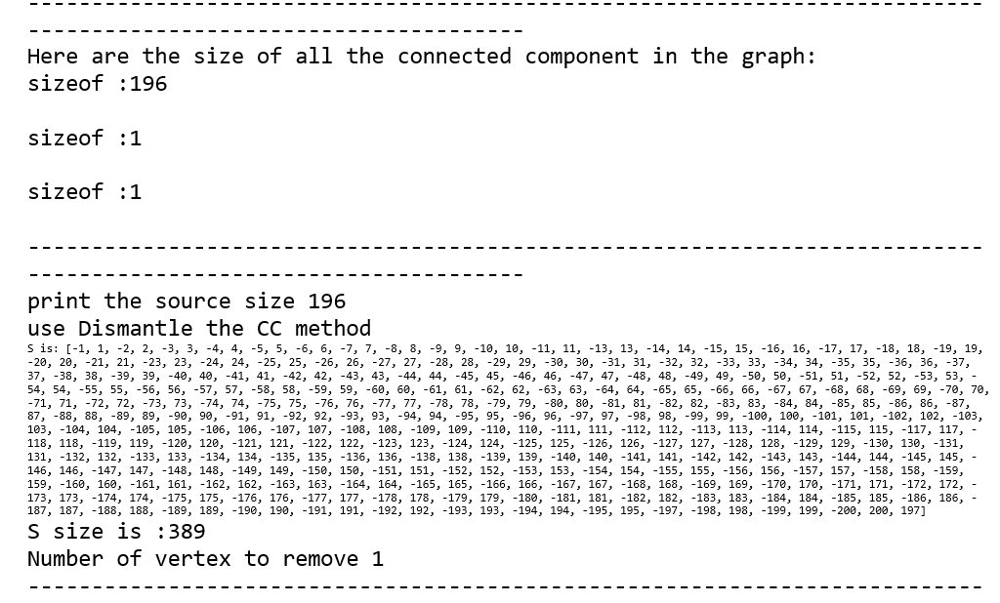 --------------------------------------------------------------------------
---------------------------------------
Here are the size of all the connected component in the graph:
sizeof :196
sizeof :1
sizeof :1
---------------------------------------------------------------------------
---------------------------------------
print the source size 196
use Dismantle the CC method
S is: [-1, 1, -2, 2, -3, 3, -4, 4, -5, 5, -6, 6, -7, 7, -8, 8, -9, 9, -10, 10, -11, 11, -13, 13, -14, 14, -15, 15, -16, 16, -17, 17, -18, 18, -19, 19,
-20, 20, -21, 21, -23, 23, -24, 24, -25, 25, -26, 26, -27, 27, -28, 28, -29, 29, -30, 30, -31, 31, -32, 32, -33, 33, -34, 34, -35, 35, -36, 36, -37,
37, -38, 38, -39, 39, -40, 40, -41, 41, -42, 42, -43, 43, -44, 44, -45, 45, -46, 46, -47, 47, -48, 48, -49, 49, -50, 50, -51, 51, -52, 52, -53, 53, -
54, 54, -55, 55, -56, 56, -57, 57, -58, 58, -59, 59, -60, 60, -61, 61, -62, 62, -63, 63, -64, 64, -65, 65, -66, 66, -67, 67, -68, 68, -69, 69, -70, 70,
-71, 71, -72, 72, -73, 73, -74, 74, -75, 75, -76, 76, -77, 77, -78, 78, -79, 79, -80, 80, -81, 81, -82, 82, -83, 83, -84, 84, -85, 85, -86, 86, -87,
87, -88, 88, -89, 89, -90, 90, -91, 91, -92, 92, -93, 93, -94, 94, -95, 95, -96, 96, -97, 97, -98, 98, -99, 99, -100, 100, -101, 101, -102, 102, -103,
103, -104, 104, -105, 105, -106, 106, -107, 107, -108, 108, -109, 109, -110, 110, -111, 111, -112, 112, -113, 113, -114, 114, -115, 115, -117, 117, -
118, 118, -119, 119, -120, 120, -121, 121, -122, 122, -123, 123, -124, 124, -125, 125, -126, 126, -127, 127, -128, 128, -129, 129, -130, 130, -131,
131, -132, 132, -133, 133, -134, 134, -135, 135, -136, 136, -138, 138, -139, 139, -140, 140, -141, 141, -142, 142, -143, 143, -144, 144, -145, 145, -
146, 146, -147, 147, -148, 148, -149, 149, -150, 150, -151, 151, -152, 152, -153, 153, -154, 154, -155, 155, -156, 156, -157, 157, -158, 158, -159,
159, -160, 160, -161, 161, -162, 162, -163, 163, -164, 164, -165, 165, -166, 166, -167, 167, -168, 168, -169, 169, -170, 170, -171, 171, -172, 172, -
173, 173, -174, 174, -175, 175, -176, 176, -177, 177, -178, 178, -179, 179, -180, -181, 181, -182, 182, -183, 183, -184, 184, -185, 185, -186, 186, -
187, 187, -188, 188, -189, 189, -190, 190, -191, 191, -192, 192, -193, 193, -194, 194, -195, 195, -197, -198, 198, -199, 199, -200, 200, 197]
S size is :389
Number of vertex to remove 1
---------------------------------------------------------------------------